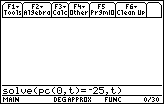 F1 F2 F3 F4 F5 F6
Tools Algebra Calc Other PrgmIO Clean Up
solve(pc(0,t)=-25,t)
MAIN DEGAPPROX FUNC 0/30